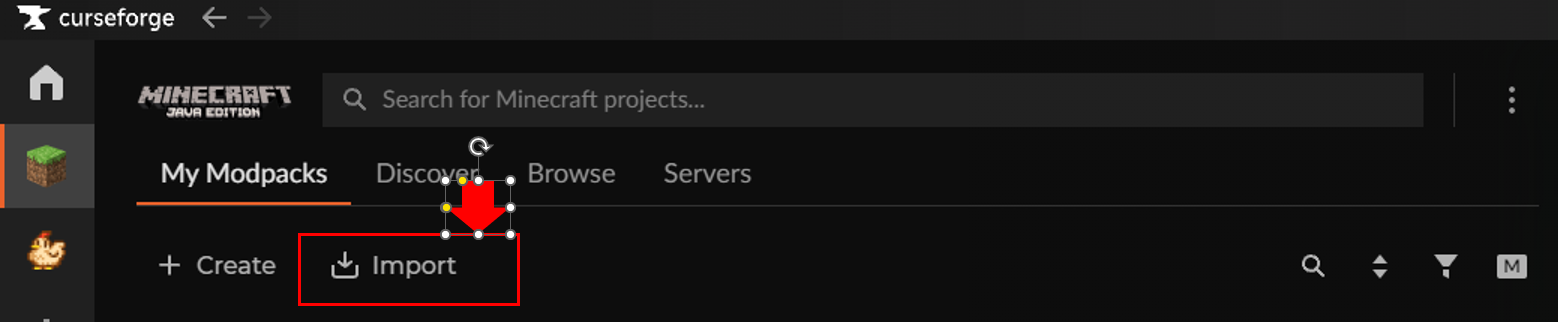 curseforge
MINECRAFT
JAVA EDITION
Search for Minecraft projects...
My Modpacks Discover Browse Servers
Create Import M